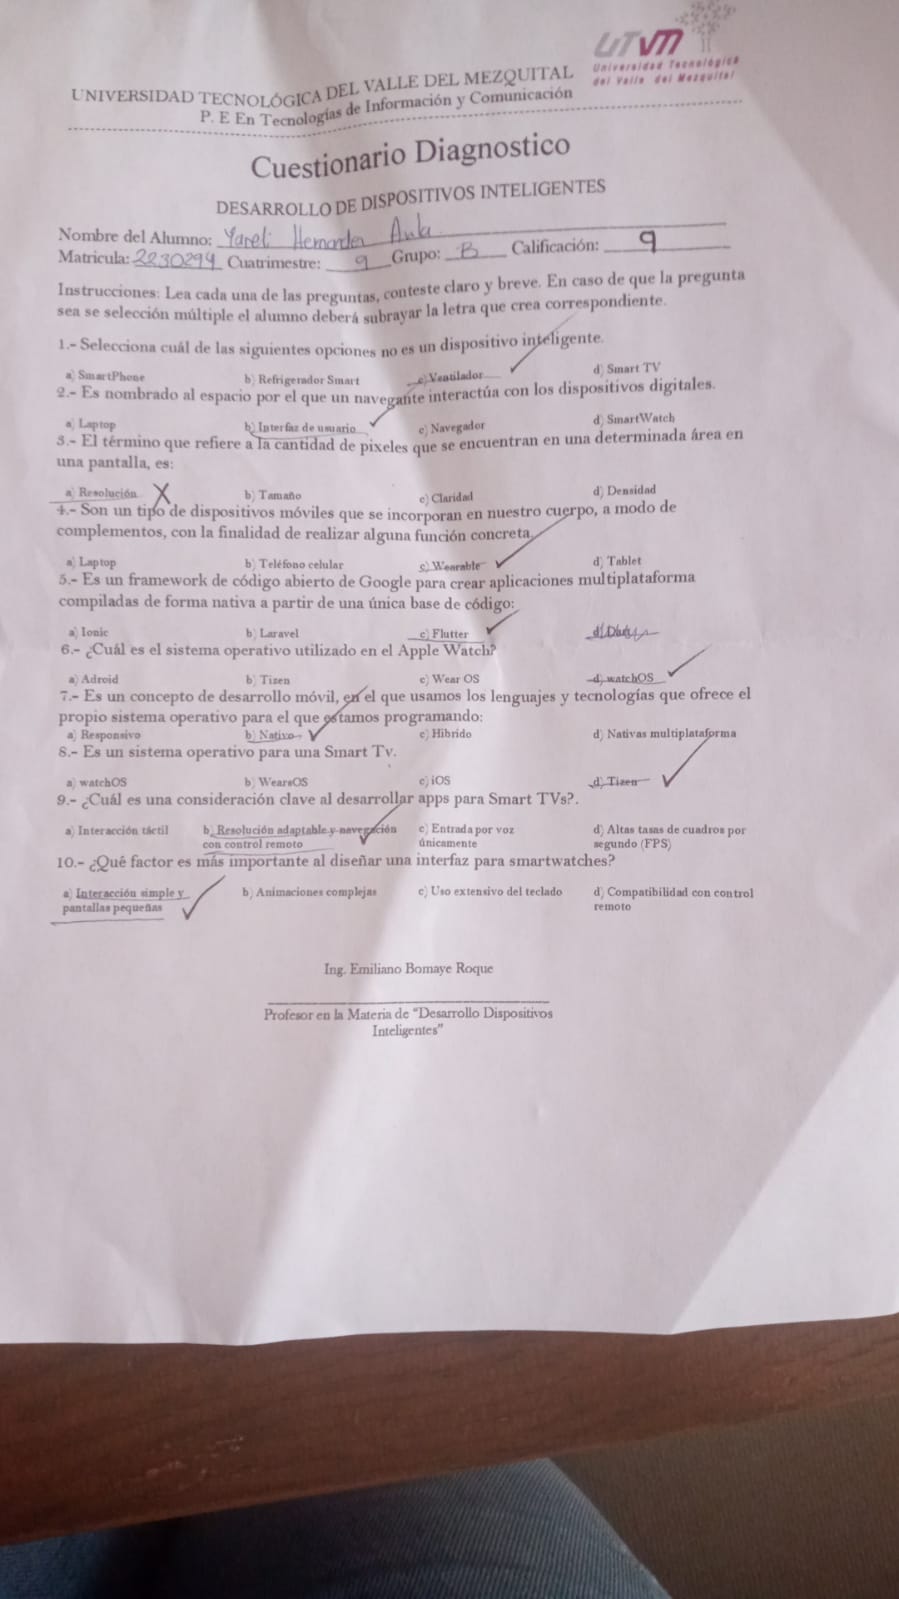 UTVM
Universidad Tecnológica
del Valle del Mezquital
UNIVERSIDAD TECNOLÓGICA DEL VALLE DEL MEZQUITAL
P. E En Tecnologías de Información y Comunicación
Cuestionario Diagnostico
DESARROLLO DE DISPOSITIVOS INTELIGENTES
Nombre del Alumno: Yareli Hernandez
Matricula: 2230294 Cuatrimestre: 9 Grupo: B Calificación: 9
Instrucciones: Lea cada una de las preguntas, conteste claro y breve. En caso de que la pregunta
sea se selección múltiple el alumno deberá subrayar la letra que crea correspondiente.
1.- Selecciona cuál de las siguientes opciones no es un dispositivo inteligente.
a) SmartPhone b) Refrigerador Smart c) Ventilador d) Smart TV
2.- Es nombrado al espacio por el que un navegante interactúa con los dispositivos digitales.
a) Laptop b) Interfaz de usuario c) Navegador d) SmartWatch
3.- El término que refiere a la cantidad de pixeles que se encuentran en una determinada área en
una pantalla, es:
a) Resolución b) Tamaño c) Claridad d) Densidad
4.- Son un tipo de dispositivos móviles que se incorporan en nuestro cuerpo, a modo de
complementos, con la finalidad de realizar alguna función concreta.
a) Laptop b) Teléfono celular c) Wearable d) Tablet
5.- Es un framework de código abierto de Google para crear aplicaciones multiplataforma
compiladas de forma nativa a partir de una única base de código:
a) Ionic b) Laravel c) Flutter d)
6.- ¿Cuál es el sistema operativo utilizado en el Apple Watch?
a) Adroid b) Tizen c) Wear OS d) watchOS
7.- Es un concepto de desarrollo móvil, en el que usamos los lenguajes y tecnologías que ofrece el
propio sistema operativo para el que estamos programando:
a) Responsivo b) Nativo c) Hibrido d) Nativas multiplataforma
8.- Es un sistema operativo para una Smart Tv.
a) watchOS b) WearsOS c) iOS d) Tizen
9.- ¿Cuál es una consideración clave al desarrollar apps para Smart TVs?.
a) Interacción táctil b) Resolución adaptable y navegación c) Entrada por voz d) Altas tasas de cuadros por
con control remoto únicamente segundo (FPS)
10.- ¿Qué factor es más importante al diseñar una interfaz para smartwatches?
a) Interacción simple y b) Animaciones complejas c) Uso extensivo del teclado d) Compatibilidad con control
pantallas pequeñas remoto
Ing. Emiliano Bomaye Roque
Profesor en la Materia de "Desarrollo Dispositivos
Inteligentes"